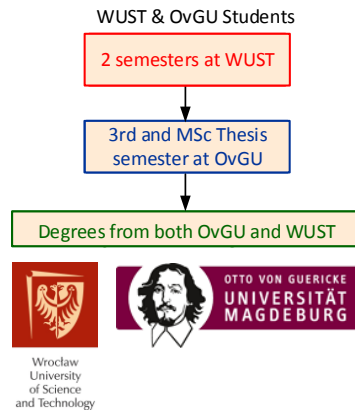 WUST & OvGU Students
2 semesters at WUST
3rd and MSc Thesis
semester at OvGU
Degrees from both OvGU and WUST
OTTO VON GUERICKE
UNIVERSITÄT
MAGDEBURG
Wrocław
University
of Science
and Technology